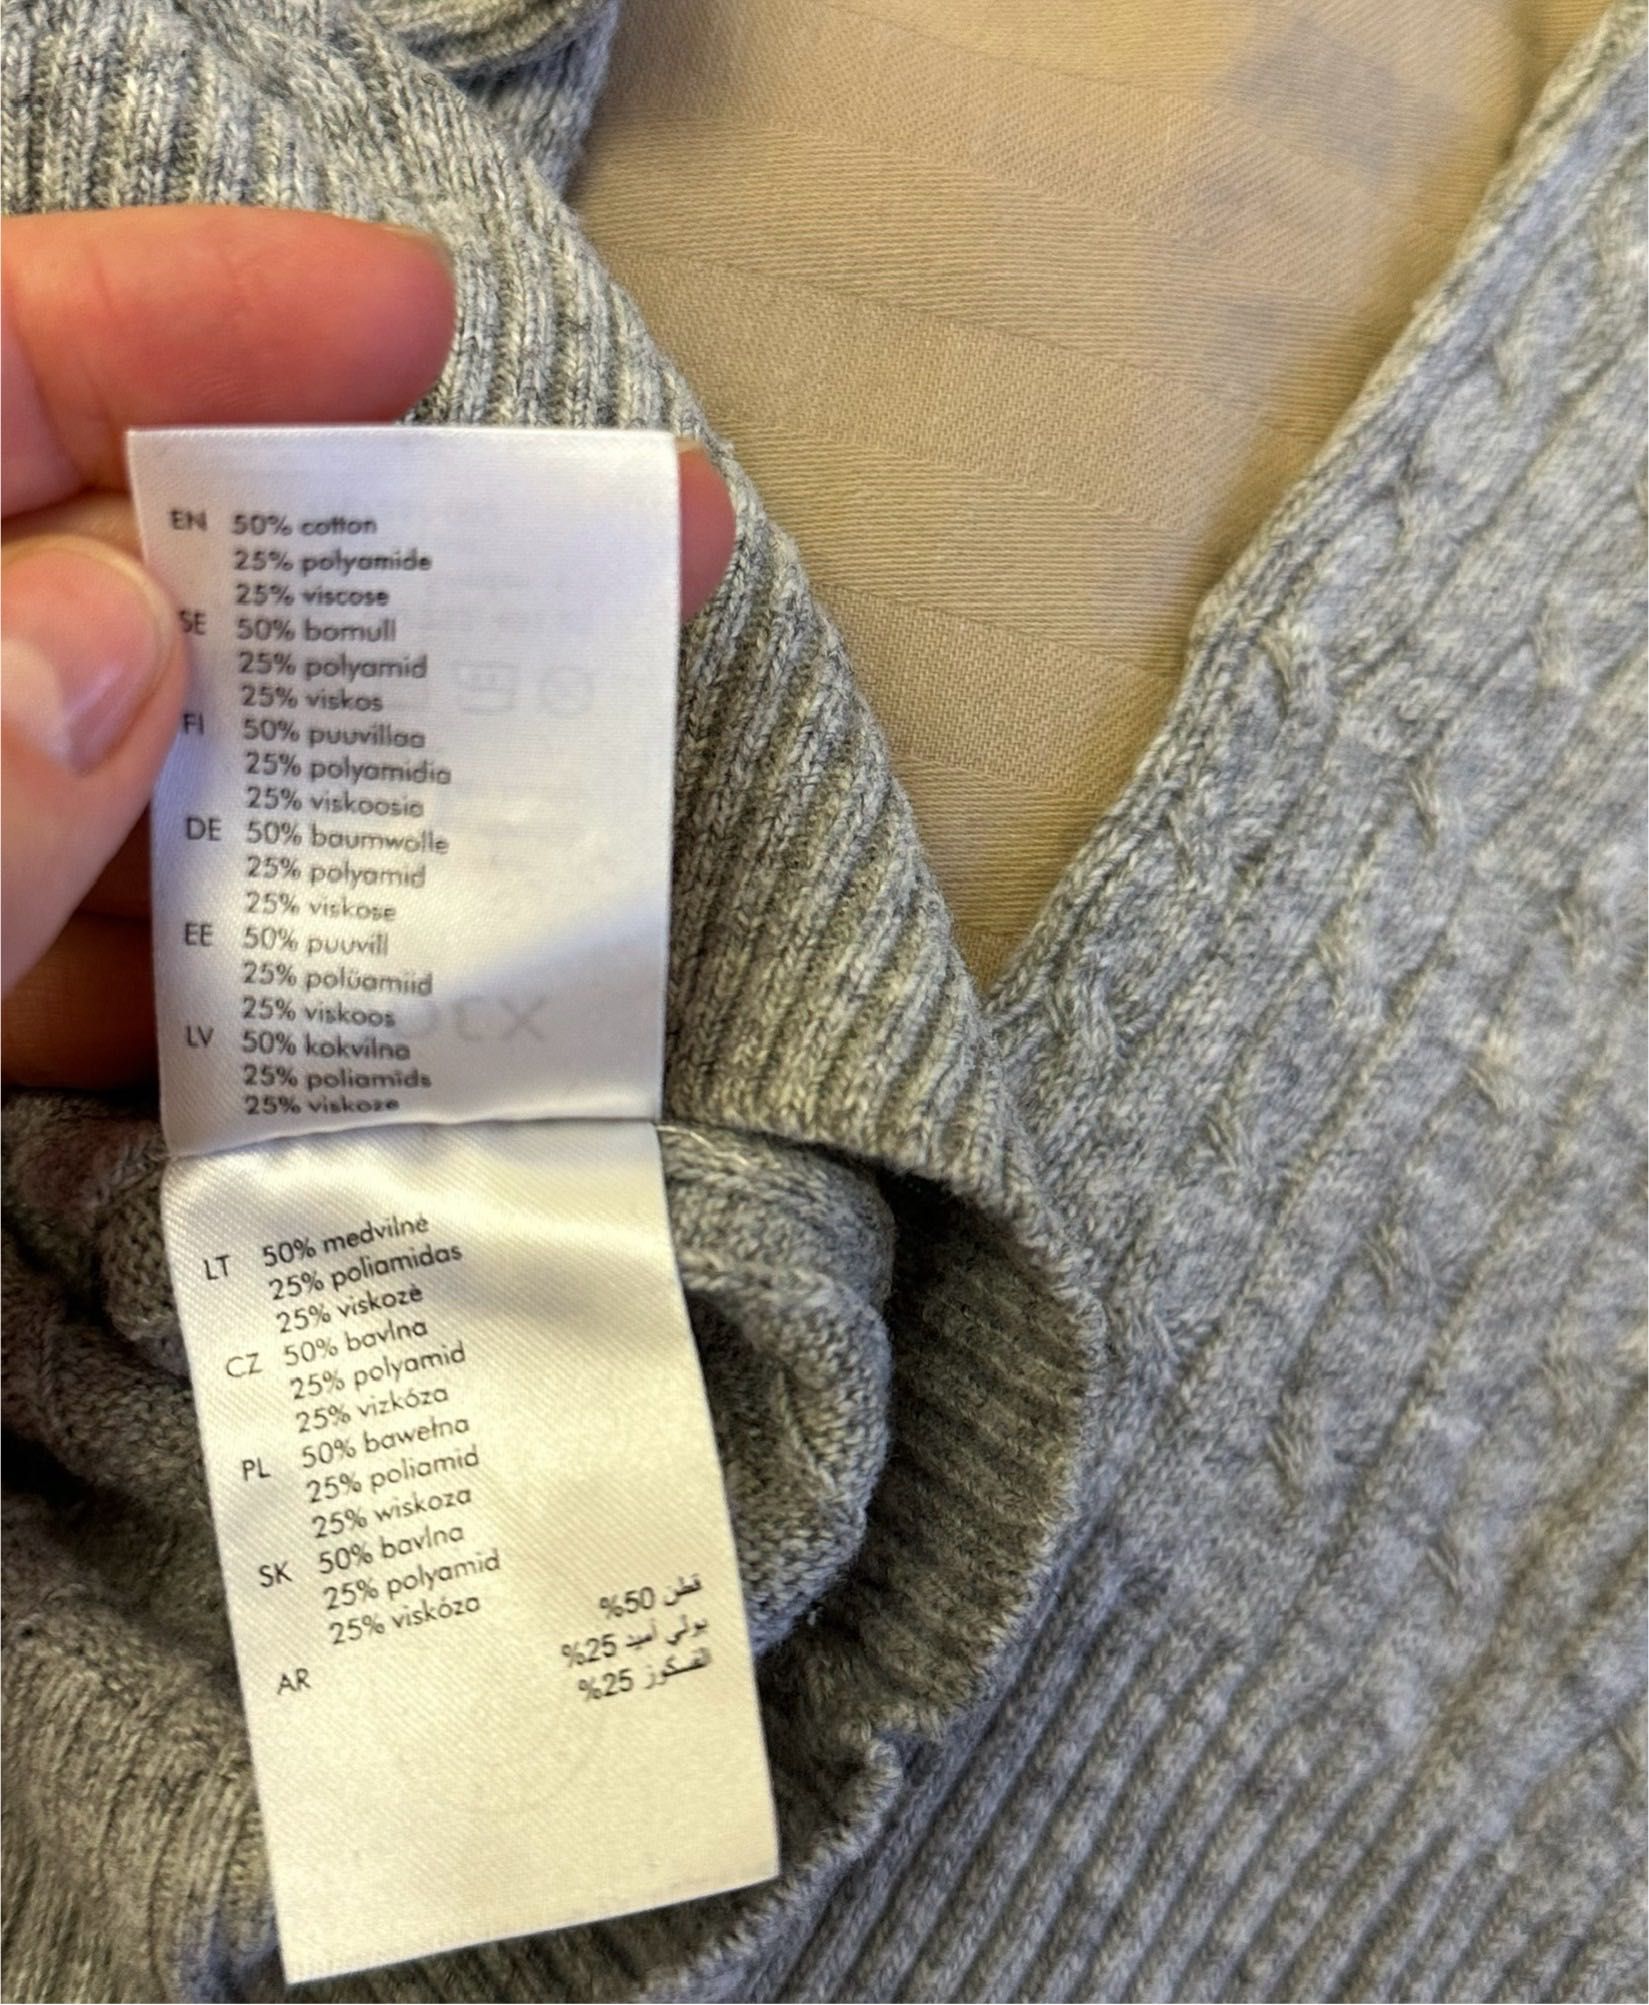 EN 50% cotton
25% polyamide
25% viscose
SE 50% bomull
25% polyamid
25% viskos
FI 50% puuvillaa
25% polyamidia
25% viskoosia
DE 50% baumwolle
25% polyamid
25% viskose
EE 50% puuvill
25% polüamiid
25% viskoos
LV 50% kokvilna
25% poliamīds
25% viskoze
LT 50% medvilnė
25% poliamidas
25% viskozė
CZ 50% bavlna
25% polyamid
25% vizkóza
PL 50% bawełna
25% poliamid
25% wiskoza
SK 50% bavlna
25% polyamid
25% viskóza
قطن 50%
بولي أميد 25%
AR
الفسكوز 25%